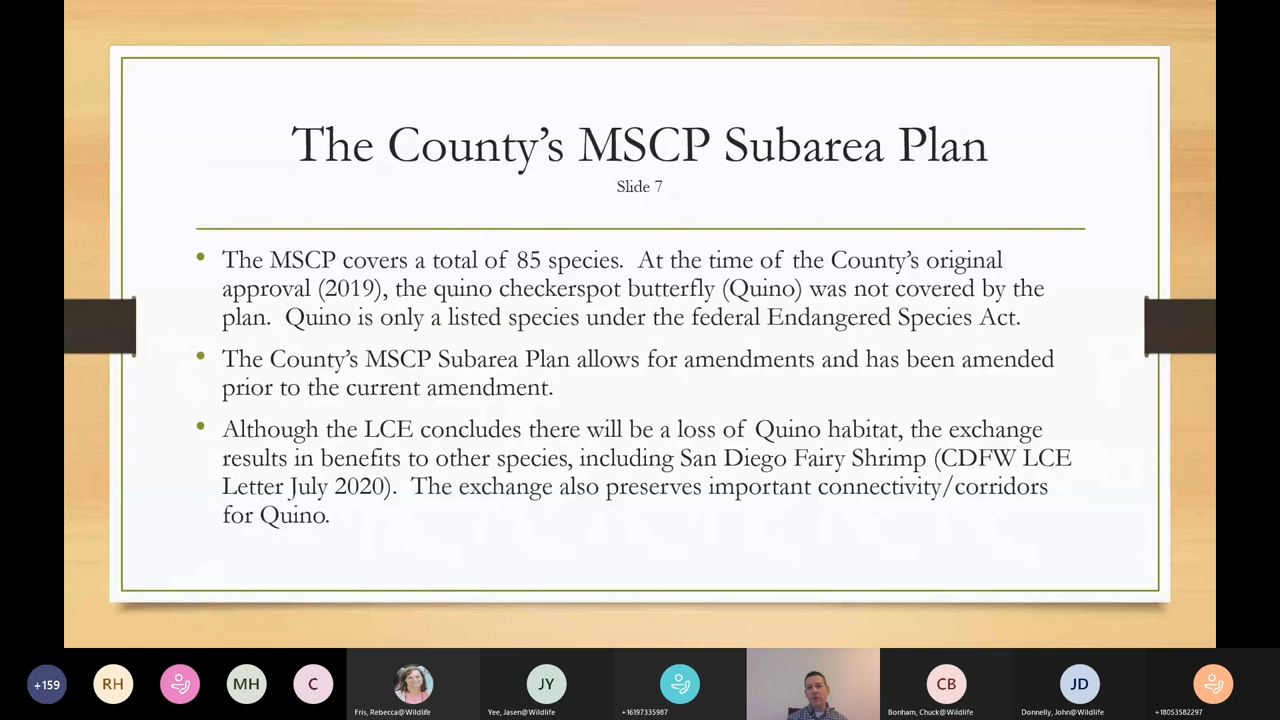 The County’s MSCP Subarea Plan
Slide 7
• The MSCP covers a total of 85 species. At the time of the County’s original
approval (2019), the quino checkerspot butterfly (Quino) was not covered by the
plan. Quino is only a listed species under the federal Endangered Species Act.
• The County’s MSCP Subarea Plan allows for amendments and has been amended
prior to the current amendment.
• Although the LCE concludes there will be a loss of Quino habitat, the exchange
results in benefits to other species, including San Diego Fairy Shrimp (CDFW LCE
Letter July 2020). The exchange also preserves important connectivity/corridors
for Quino.
+159
RH
MH
C
JY
CB
JD
Fris, Rebecca@Wildlife
Yee, Jasen@Wildlife
+16197335987
Bonham, Chuck@Wildlife
Donnelly, John@Wildlife
+18053582297